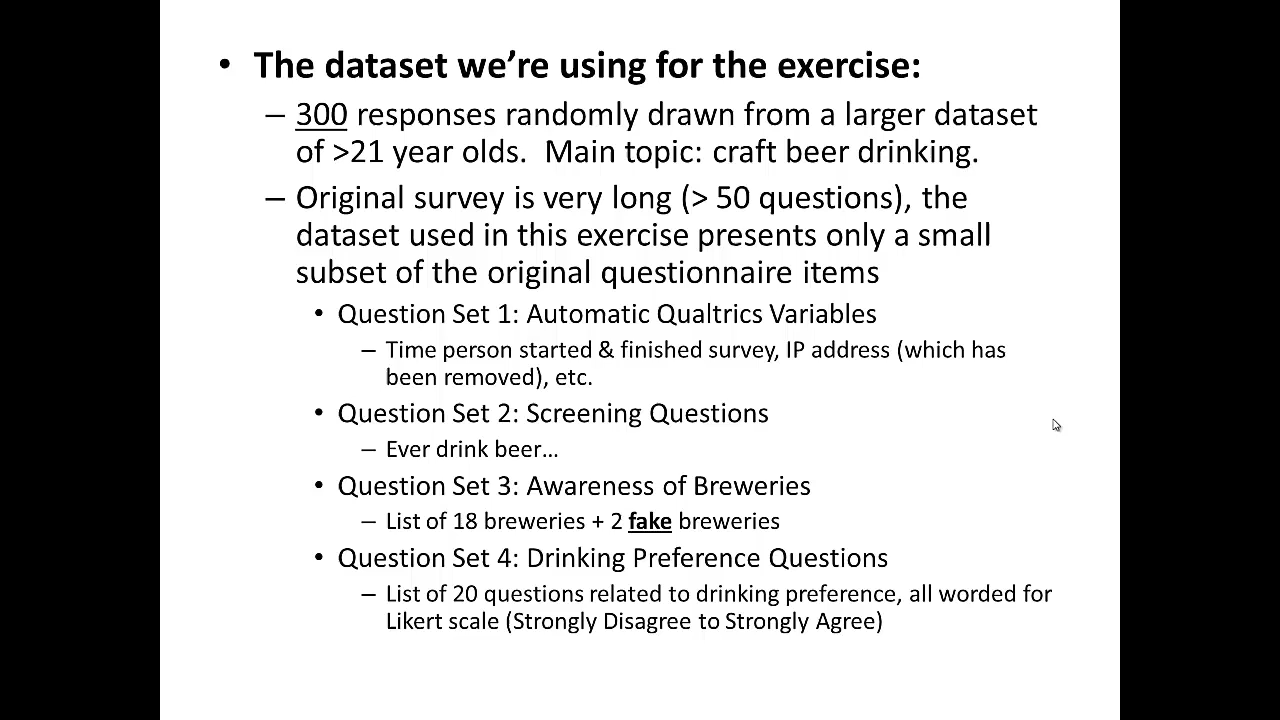 • The dataset we’re using for the exercise:
– 300 responses randomly drawn from a larger dataset
of >21 year olds.  Main topic: craft beer drinking.
– Original survey is very long (> 50 questions), the
dataset used in this exercise presents only a small
subset of the original questionnaire items
• Question Set 1: Automatic Qualtrics Variables
– Time person started & finished survey, IP address (which has
been removed), etc.
• Question Set 2: Screening Questions
– Ever drink beer…
• Question Set 3: Awareness of Breweries
– List of 18 breweries + 2 fake breweries
• Question Set 4: Drinking Preference Questions
– List of 20 questions related to drinking preference, all worded for
Likert scale (Strongly Disagree to Strongly Agree)